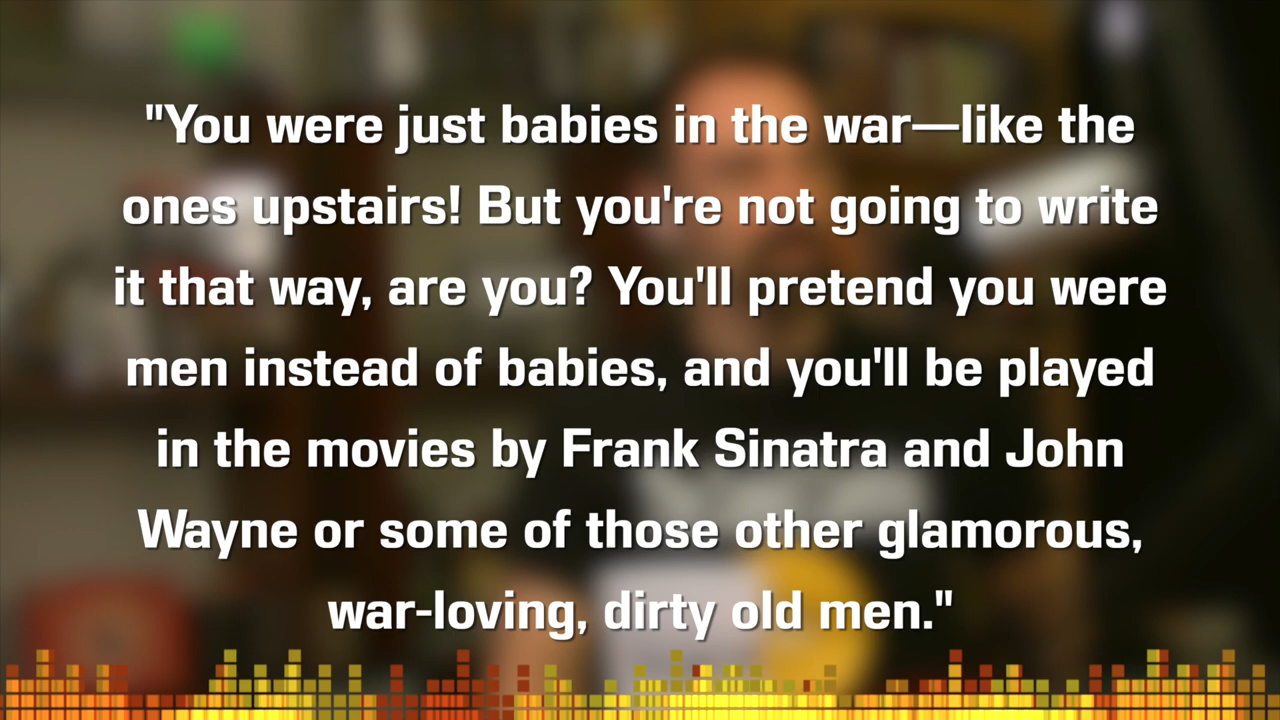 "You were just babies in the war—like the
ones upstairs! But you're not going to write
it that way, are you? You'll pretend you were
men instead of babies, and you'll be played
in the movies by Frank Sinatra and John
Wayne or some of those other glamorous,
war-loving, dirty old men."